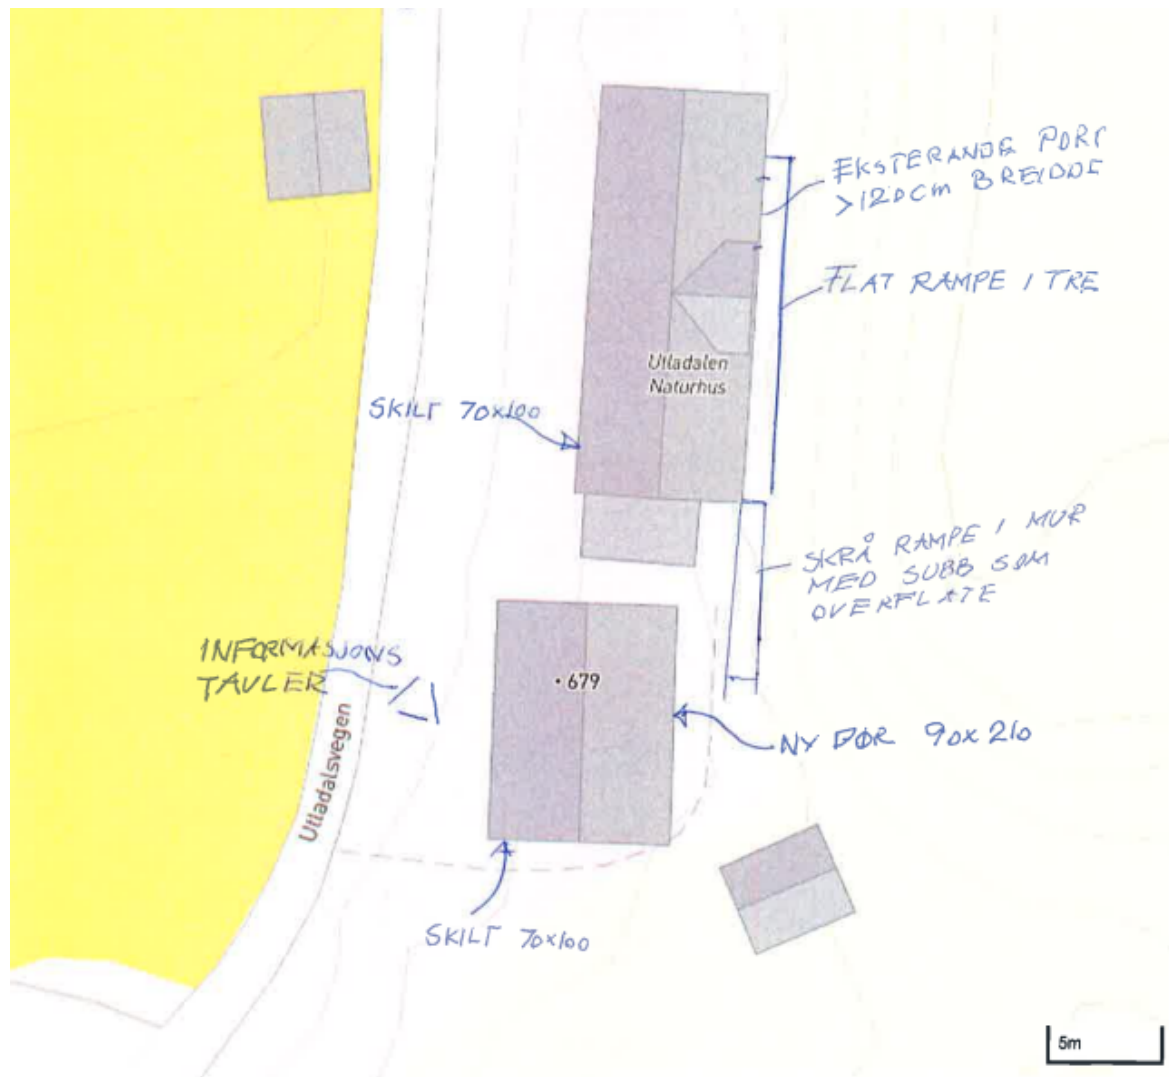 EKSTERANDE PORT
>120cm BREIDDE
FLAT RAMPE I TRE
Utladalen
Naturhus
SKILT 70x100
SKRÅ RAMPE I MUR
MED SUBB SOM
OVERFLATE
INFORMASJONS
TAVLER
• 679
Utladalsvegen
NY DØR 90x210
SKILT 70x100
5m